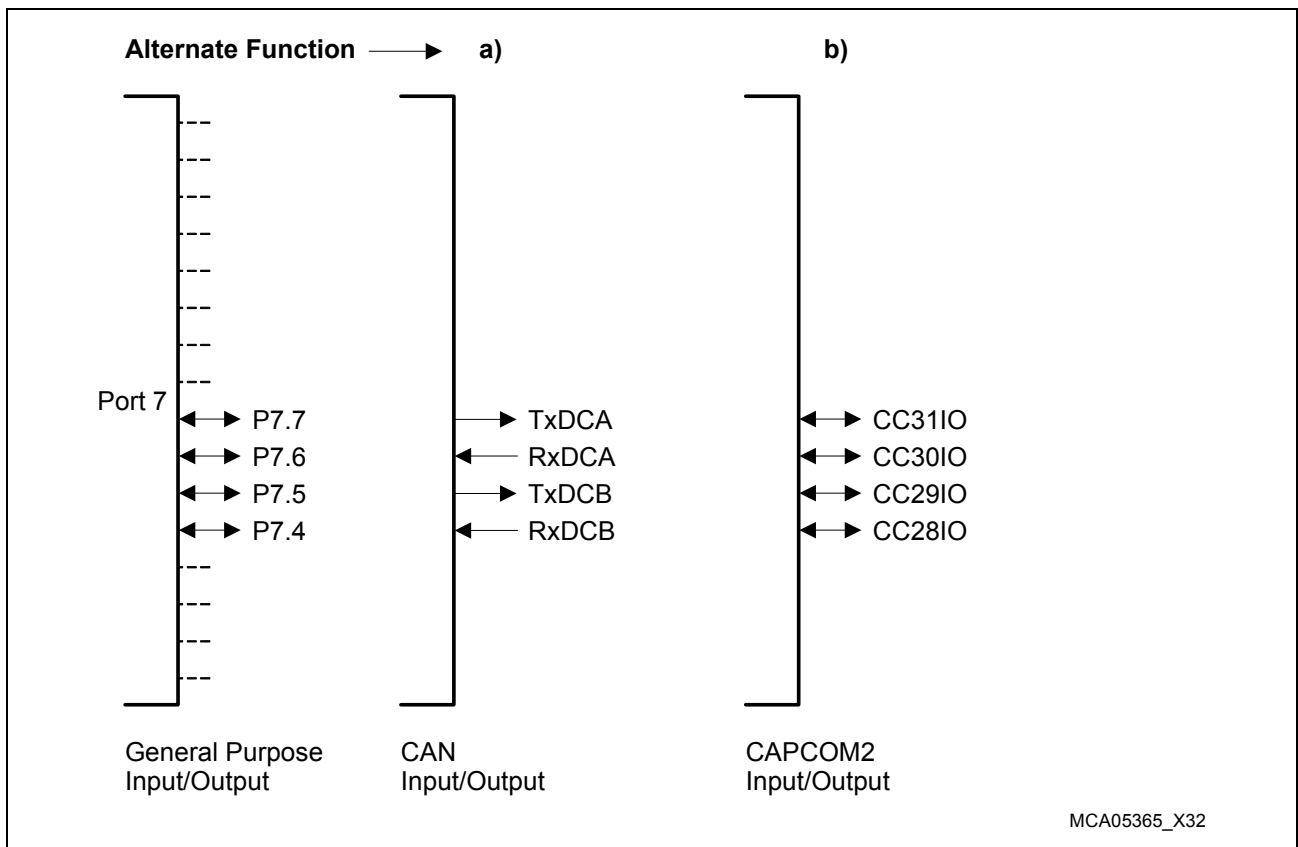 Alternate Function a) b)
Port 7
P7.7 TxDCA CC31IO
P7.6 RxDCA CC30IO
P7.5 TxDCB CC29IO
P7.4 RxDCB CC28IO
General Purpose CAN CAPCOM2
Input/Output Input/Output Input/Output
MCA05365_X32